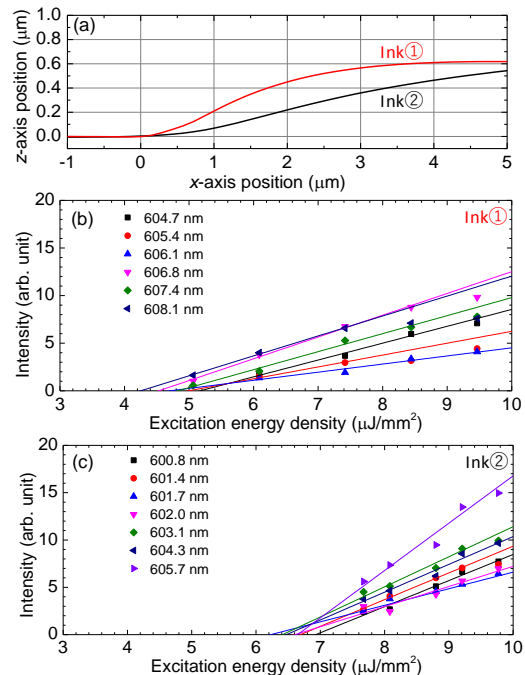 (a)
Ink①
Ink②
z-axis position (μm)
1.0
0.8
0.6
0.4
0.2
0.0
-1 0 1 2 3 4 5
x-axis position (μm)
(b)
Ink①
604.7 nm
605.4 nm
606.1 nm
606.8 nm
607.4 nm
608.1 nm
Intensity (arb. unit)
20
15
10
5
0
3 4 5 6 7 8 9 10
Excitation energy density (μJ/mm²)
(c)
Ink②
600.8 nm
601.4 nm
601.7 nm
602.0 nm
603.1 nm
604.3 nm
605.7 nm
Intensity (arb. unit)
20
15
10
5
0
3 4 5 6 7 8 9 10
Excitation energy density (μJ/mm²)